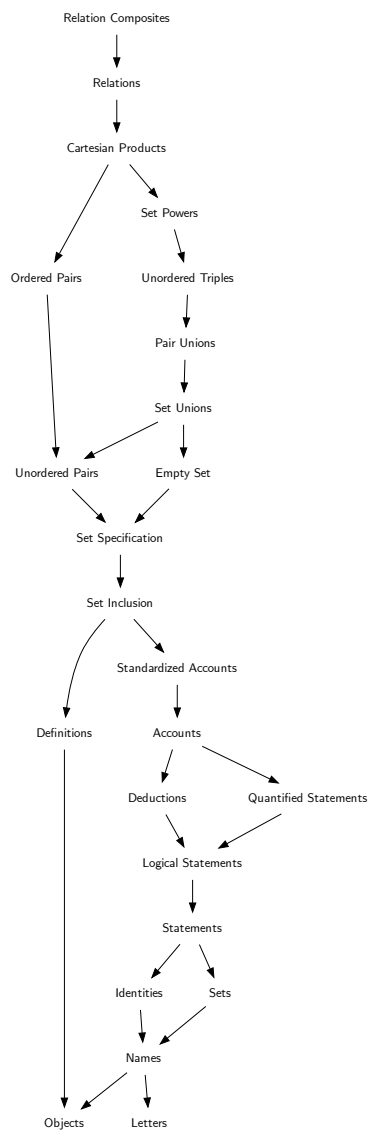 Relation Composites
Relations
Cartesian Products
Set Powers
Ordered Pairs
Unordered Triples
Pair Unions
Set Unions
Unordered Pairs
Empty Set
Set Specification
Set Inclusion
Standardized Accounts
Definitions
Accounts
Deductions
Quantified Statements
Logical Statements
Statements
Identities
Sets
Names
Objects
Letters